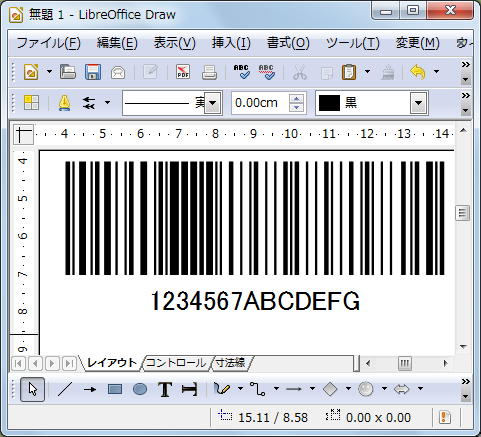 無題 1 - LibreOffice Draw
ファイル(F) 編集(E) 表示(V) 挿入(I) 書式(O) ツール(T) 変更(M)
PDF ABC ABC
実 0.00cm 黒
4 5 6 7 8 9 10 11 12 13 14
4
5
6
7
8
9
1234567ABCDEFG
レイアウト コントロール 寸法線
T
15.11 / 8.58 0.00 x 0.00